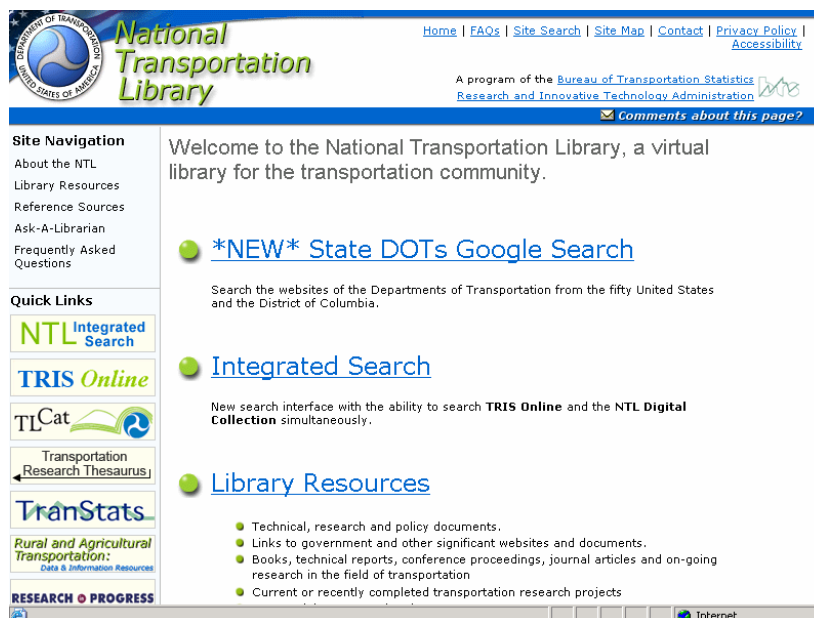 DEPARTMENT OF TRANSPORTATION
UNITED STATES OF AMERICA
National
Transportation
Library
Home | FAQs | Site Search | Site Map | Contact | Privacy Policy |
Accessibility
A program of the Bureau of Transportation Statistics
Research and Innovative Technology Administration
Comments about this page?
Site Navigation
About the NTL
Library Resources
Reference Sources
Ask-A-Librarian
Frequently Asked
Questions
Quick Links
NTL Integrated
Search
TRIS Online
TLCat
Transportation
Research Thesaurus
TranStats
Rural and Agricultural
Transportation:
Data & Information Resources
RESEARCH PROGRESS
Welcome to the National Transportation Library, a virtual
library for the transportation community.
*NEW* State DOTs Google Search
Search the websites of the Departments of Transportation from the fifty United States
and the District of Columbia.
Integrated Search
New search interface with the ability to search TRIS Online and the NTL Digital
Collection simultaneously.
Library Resources
Technical, research and policy documents.
Links to government and other significant websites and documents.
Books, technical reports, conference proceedings, journal articles and on-going
research in the field of transportation
Current or recently completed transportation research projects
Internet